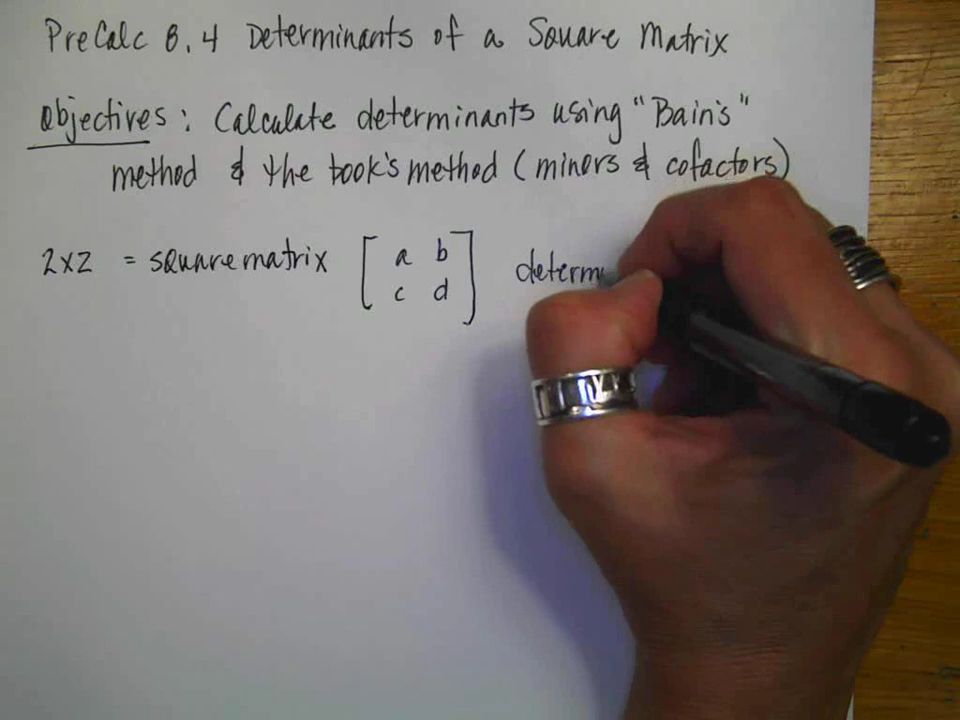 PreCalc 8.4 Determinants of a Square Matrix
Objectives: Calculate determinants using "Bain's"
method & the book's method (minors & cofactors)
2x2 = square matrix [ a b determ
c d ]